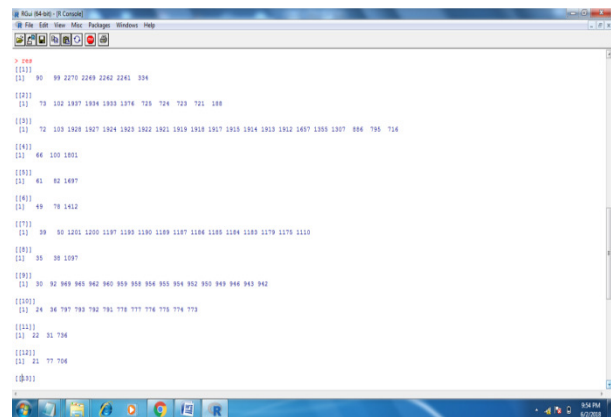 RGui (64-bit) - [R Console]
File Edit View Misc Packages Windows Help
> res
[[1]]
[1] 90 99 2270 2269 2262 2261 334
[[2]]
[1] 73 102 1937 1934 1933 1376 725 724 723 721 188
[[3]]
[1] 72 103 1928 1927 1924 1923 1922 1921 1919 1918 1917 1915 1914 1913 1912 1657 1355 1307 886 795 716
[[4]]
[1] 66 100 1801
[[5]]
[1] 61 82 1697
[[6]]
[1] 49 78 1412
[[7]]
[1] 39 50 1201 1200 1197 1193 1190 1189 1187 1186 1185 1184 1183 1179 1175 1110
[[8]]
[1] 35 38 1097
[[9]]
[1] 30 92 969 965 962 960 959 958 956 955 954 952 950 949 946 943 942
[[10]]
[1] 24 36 797 793 792 791 778 777 776 775 774 773
[[11]]
[1] 22 31 736
[[12]]
[1] 21 77 706
[[13]]
9:54 PM
6/2/2018